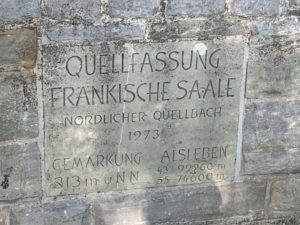 QUELLFASSUNG
FRÄNKISCHE SAALE
NÖRDLICHER QUELLBACH
1973
GEMARKUNG ALSLEBEN
313 m ü NN